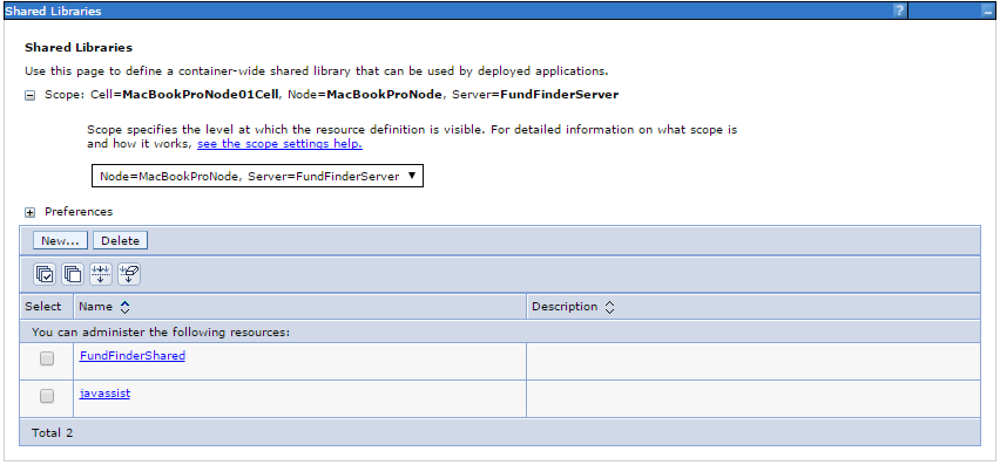 Shared Libraries ? –
Shared Libraries
Use this page to define a container-wide shared library that can be used by deployed applications.
Scope: Cell=MacBookProNode01Cell, Node=MacBookProNode, Server=FundFinderServer
Scope specifies the level at which the resource definition is visible. For detailed information on what scope is
and how it works, see the scope settings help.
Node=MacBookProNode, Server=FundFinderServer
Preferences
New... Delete
Select Name Description
You can administer the following resources:
FundFinderShared
javassist
Total 2